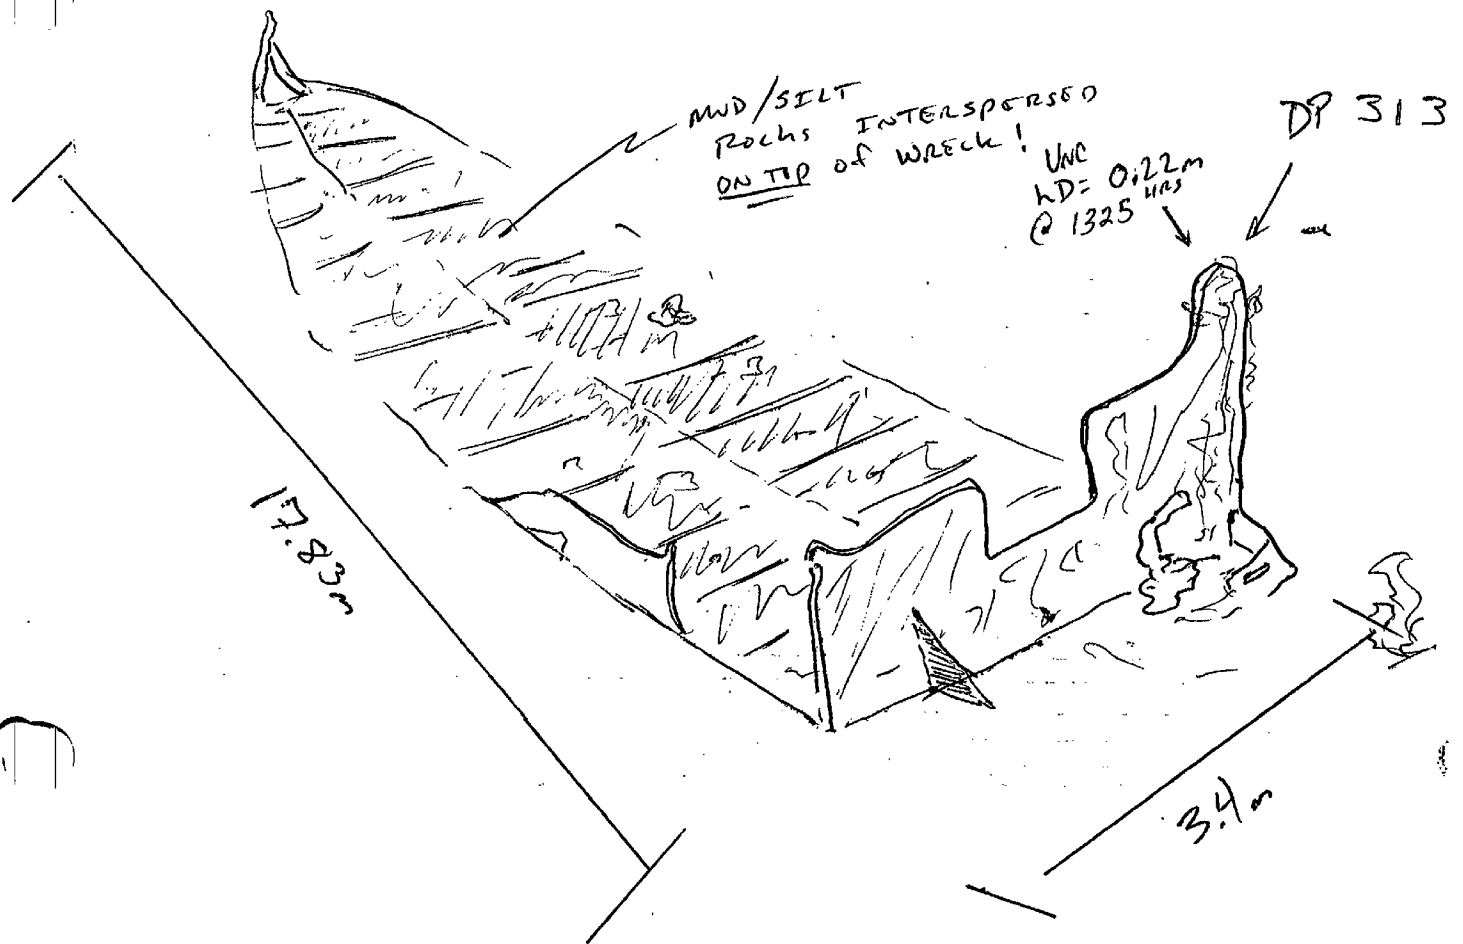 MUD/SILT
ROCKS INTERSPERSED
ON TOP OF WRECK!
DP 313
UNC
LD= 0.22m
@ 1325 HRS
17.83m
3.4m